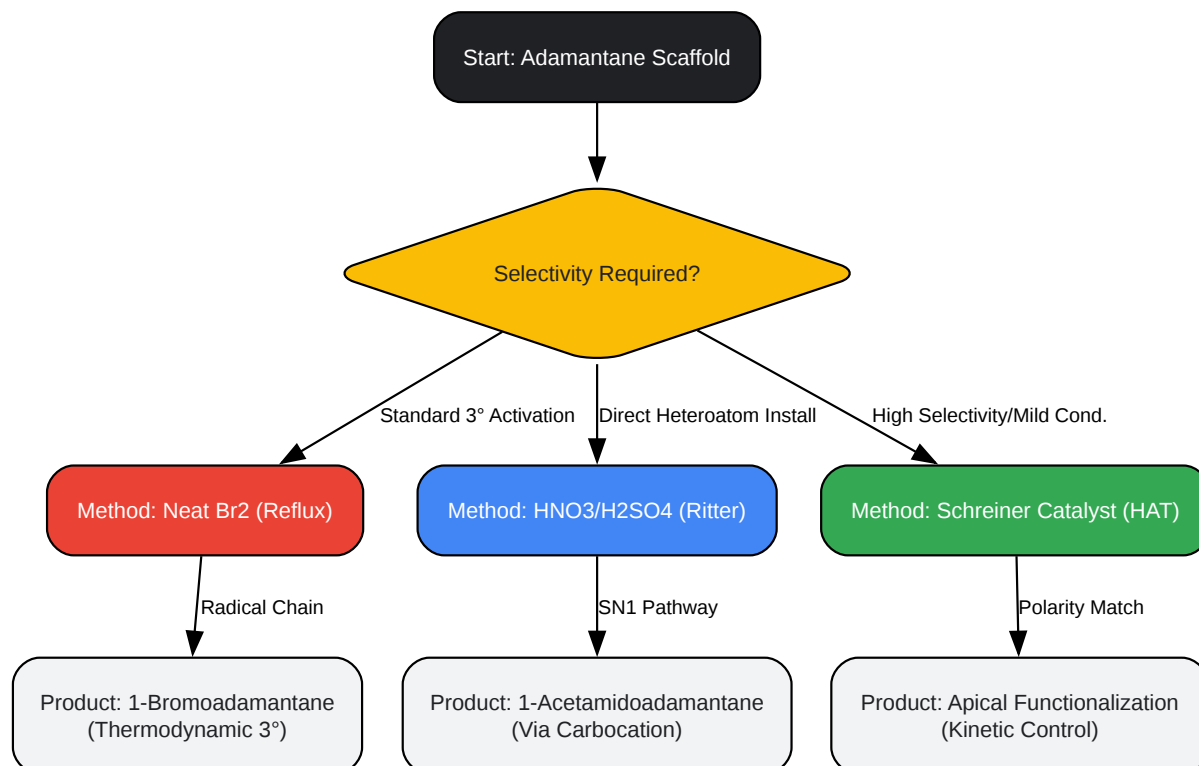 Start: Adamantane Scaffold
Selectivity Required?
Standard 3° Activation
Direct Heteroatom Install
High Selectivity/Mild Cond.
Method: Neat Br2 (Reflux)
Method: HNO3/H2SO4 (Ritter)
Method: Schreiner Catalyst (HAT)
Radical Chain
SN1 Pathway
Polarity Match
Product: 1-Bromoadamantane
(Thermodynamic 3°)
Product: 1-Acetamidoadamantane
(Via Carbocation)
Product: Apical Functionalization
(Kinetic Control)